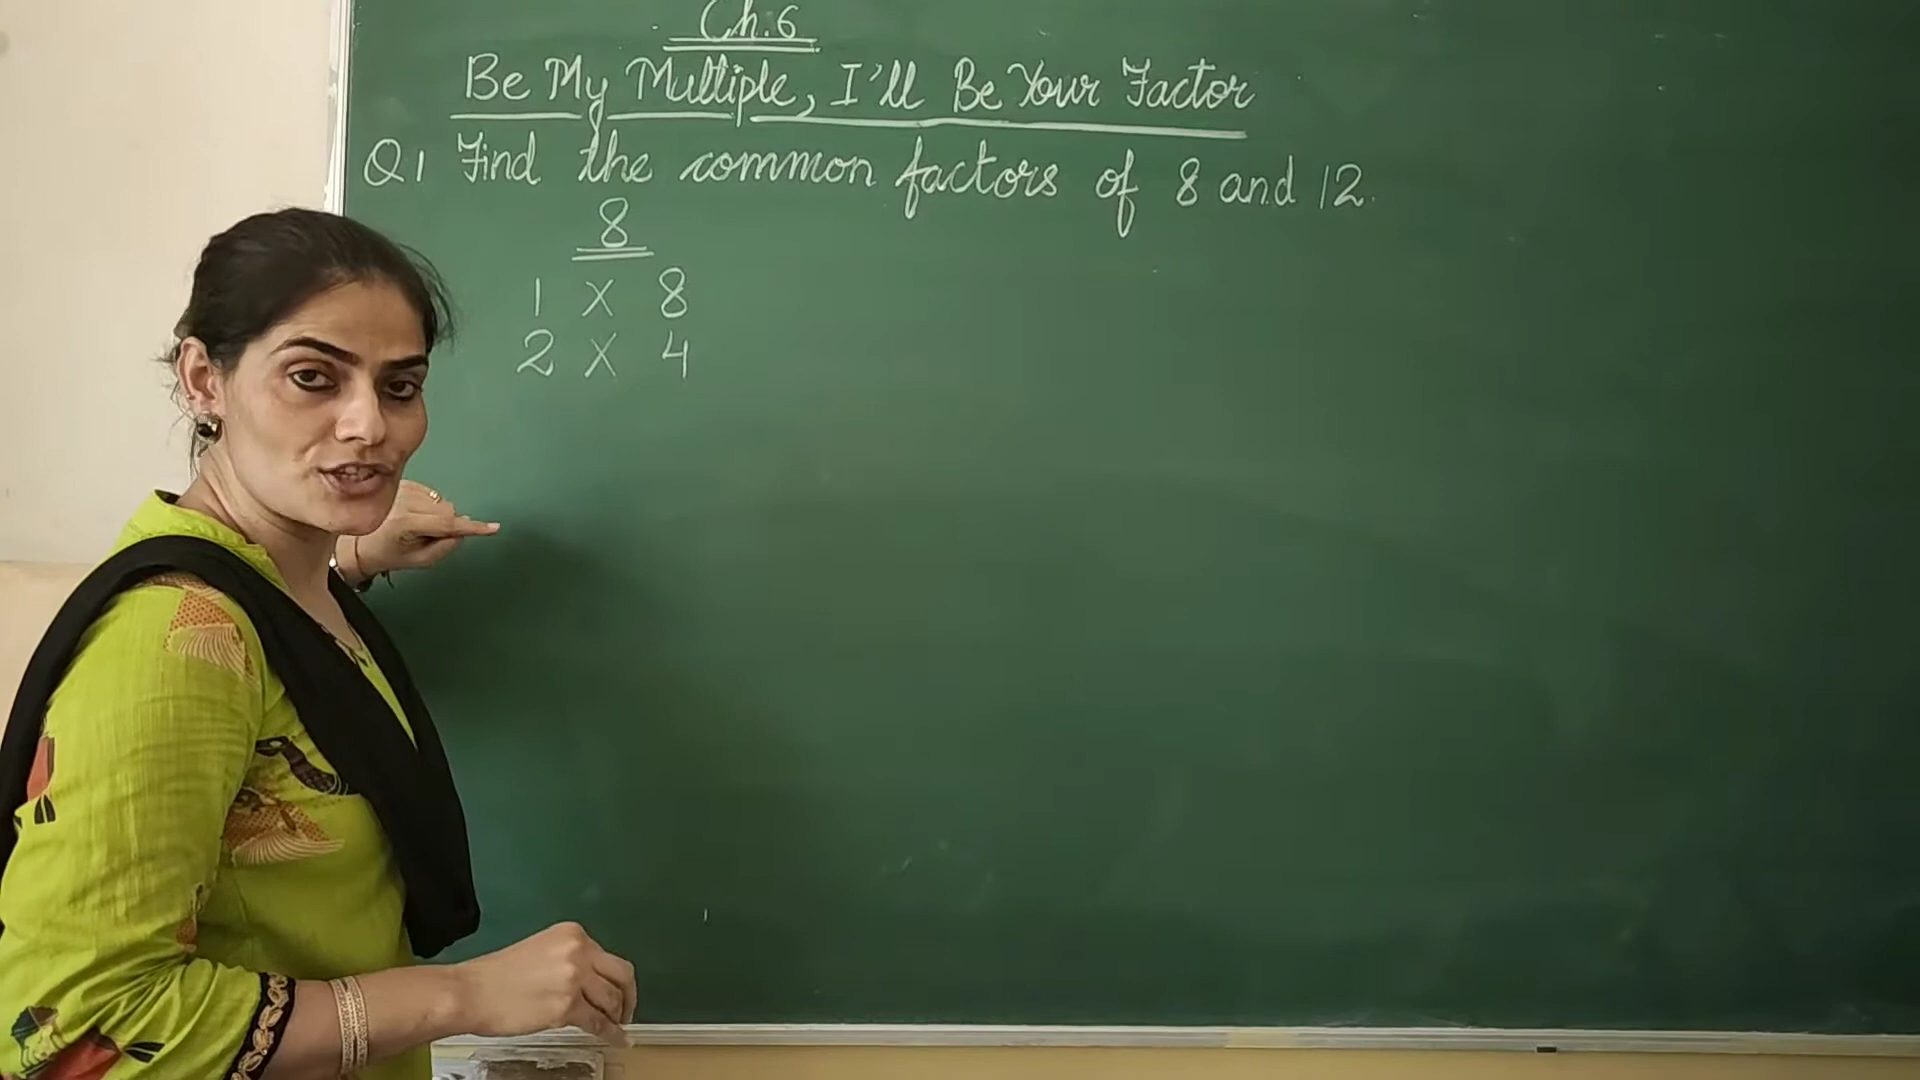 Ch.6
Be My Multiple, I'll Be Your Factor
Q1 Find the common factors of 8 and 12.
8
1 X 8
2 X 4